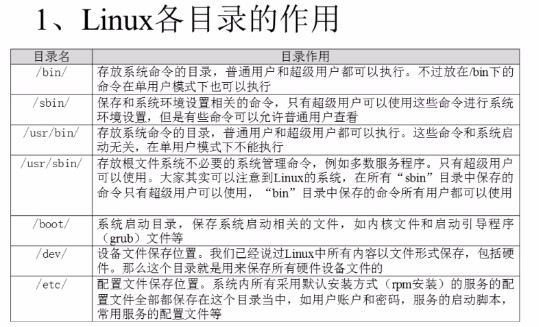 1、Linux各目录的作用
目录名 目录作用
/bin/ 存放系统命令的目录，普通用户和超级用户都可以执行。不过放在/bin下的
命令在单用户模式下也可以执行
/sbin/ 保存和系统环境设置相关的命令，只有超级用户可以使用这些命令进行系统
环境设置，但是有些命令可以允许普通用户查看
/usr/bin/ 存放系统命令的目录，普通用户和超级用户都可以执行。这些命令和系统启
动无关，在单用户模式下不能执行
/usr/sbin/ 存放根文件系统不必要的系统管理命令，例如多数服务程序。只有超级用户
可以使用。大家其实可以注意到Linux的系统，在所有“sbin”目录中保存的
命令只有超级用户可以使用，“bin”目录中保存的命令所有用户都可以使用
/boot/ 系统启动目录，保存系统启动相关的文件，如内核文件和启动引导程序
（grub）文件等
/dev/ 设备文件保存位置。我们已经说过Linux中所有内容以文件形式保存，包括硬
件。那么这个目录就是用来保存所有硬件设备文件的
/etc/ 配置文件保存位置。系统内所有采用默认安装方式（rpm安装）的服务的配
置文件全部都保存在这个目录当中，如用户账户和密码，服务的启动脚本，
常用服务的配置文件等